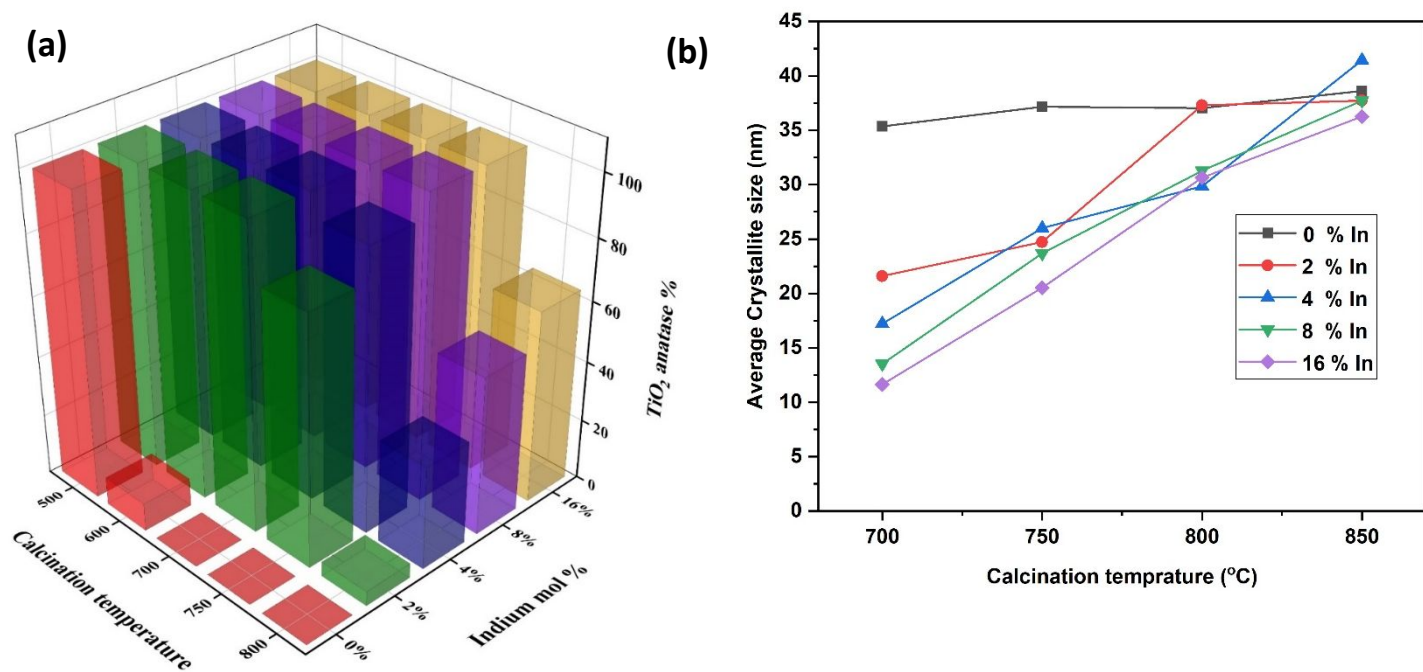 (a)
100
80
60
40
20
0
TiO2 anatase %
500
600
700
750
800
Calcination temperature
0%
2%
4%
8%
16%
Indium mol %
(b)
45
40
35
30
25
20
15
10
5
0
Average Crystallite size (nm)
700
750
800
850
Calcination temprature (°C)
0 % In
2 % In
4 % In
8 % In
16 % In